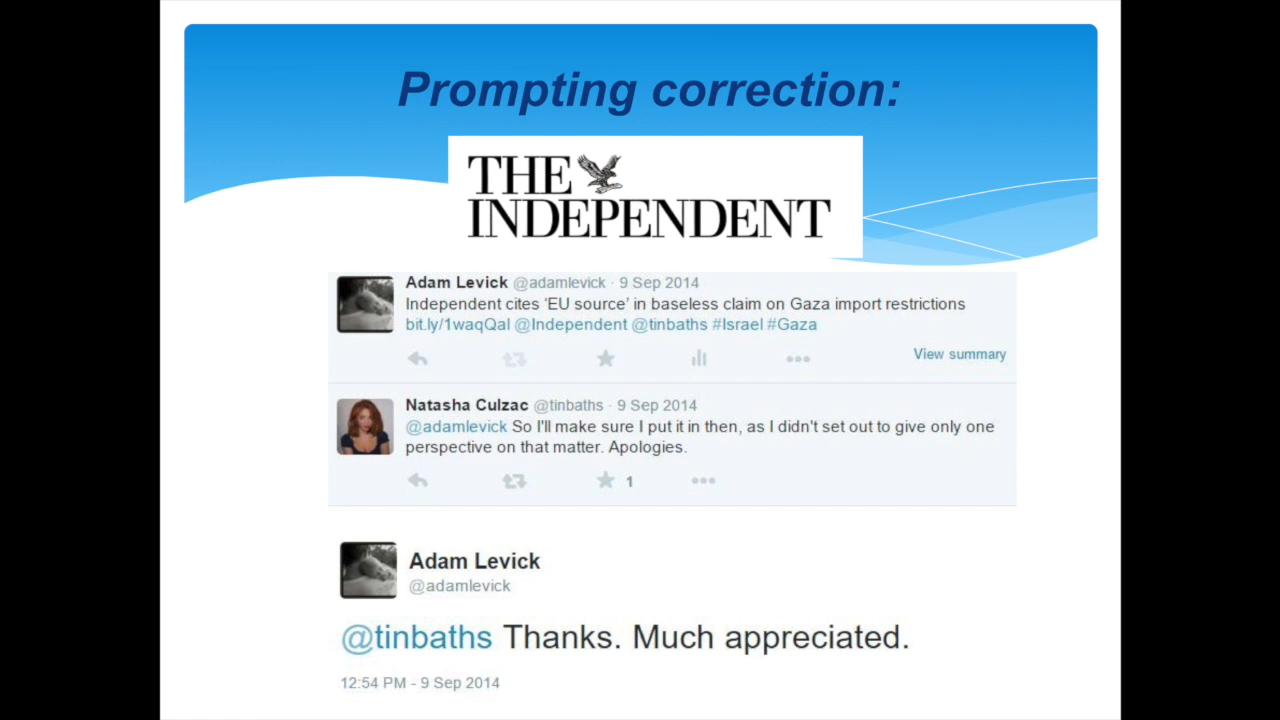 Prompting correction:
THE
INDEPENDENT
Adam Levick @adamlevick · 9 Sep 2014
Independent cites 'EU source' in baseless claim on Gaza import restrictions
bit.ly/1waqQal @Independent @tinbaths #Israel #Gaza
View summary
Natasha Culzac @tinbaths · 9 Sep 2014
@adamlevick So I'll make sure I put it in then, as I didn't set out to give only one
perspective on that matter. Apologies.
1
Adam Levick
@adamlevick
@tinbaths Thanks. Much appreciated.
12:54 PM - 9 Sep 2014